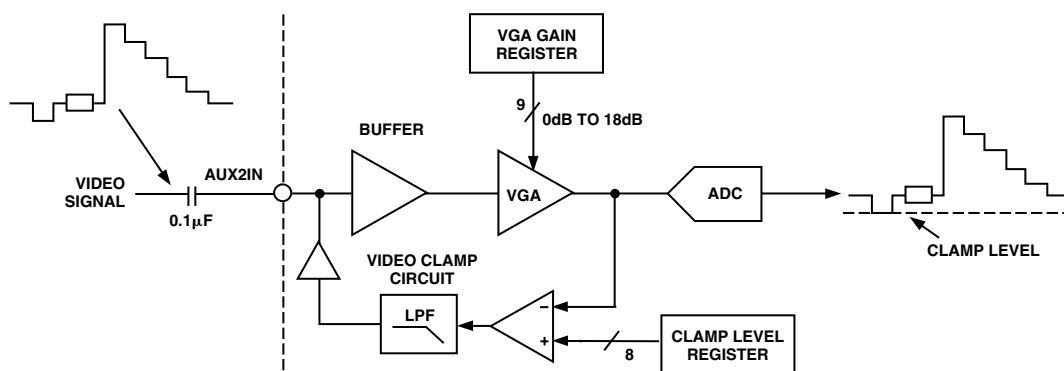 VGA GAIN
REGISTER
9
0dB TO 18dB
BUFFER
VIDEO
SIGNAL
AUX2IN
0.1µF
VGA
ADC
CLAMP LEVEL
VIDEO CLAMP
CIRCUIT
LPF
–
+
8
CLAMP LEVEL
REGISTER